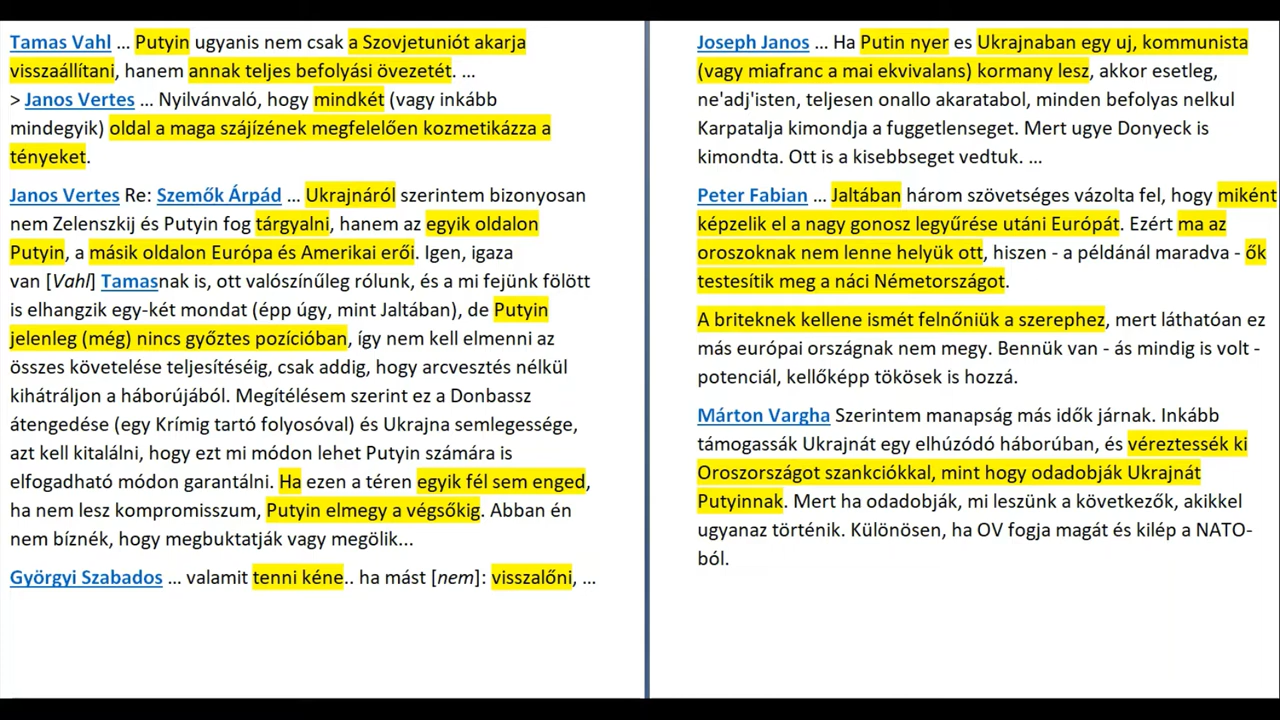 Tamas Vahl ... Putyin ugyanis nem csak a Szovjetuniót akarja
visszaállítani, hanem annak teljes befolyási övezetét. ...
> Janos Vertes ... Nyilvánváló, hogy mindkét (vagy inkább
mindegyik) oldal a maga szájízének megfelelően kozmetikázza a
tényeket.
Janos Vertes Re: Szemők Árpád ... Ukrajnáról szerintem bizonyosan
nem Zelenszkij és Putyin fog tárgyalni, hanem az egyik oldalon
Putyin, a másik oldalon Európa és Amerikai erői. Igen, igaza
van [Vahl] Tamasnak is, ott valószínűleg rólunk, és a mi fejünk fölött
is elhangzik egy-két mondat (épp úgy, mint Jaltában), de Putyin
jelenleg (még) nincs győztes pozícióban, így nem kell elmenni az
összes követelése teljesítéséig, csak addig, hogy arcvesztés nélkül
kihátráljon a háborújából. Megítélésem szerint ez a Donbassz
átengedése (egy Krímig tartó folyosóval) és Ukrajna semlegessége,
azt kell kitalálni, hogy ezt mi módon lehet Putyin számára is
elfogadható módon garantálni. Ha ezen a téren egyik fél sem enged,
ha nem lesz kompromisszum, Putyin elmegy a végsőkig. Abban én
nem bíznék, hogy megbuktatják vagy megölik...
Györgyi Szabados ... valamit tenni kéne.. ha mást [nem]: visszalőni, ...
Joseph Janos ... Ha Putin nyer es Ukrajnaban egy uj, kommunista
(vagy miafranc a mai ekvivalans) kormany lesz, akkor esetleg,
ne'adj'isten, teljesen onallo akaratabol, minden befolyas nelkul
Karpatalja kimondja a fuggetlenseget. Mert ugye Donyeck is
kimondta. Ott is a kisebbseget vedtuk. ...
Peter Fabian ... Jaltában három szövetséges vázolta fel, hogy miként
képzelik el a nagy gonosz legyűrése utáni Európát. Ezért ma az
oroszoknak nem lenne helyük ott, hiszen - a példánál maradva - ők
testesítik meg a náci Németországot.
A briteknek kellene ismét felnőniük a szerephez, mert láthatóan ez
más európai országnak nem megy. Bennük van - ás mindig is volt -
potenciál, kellőképp tökösek is hozzá.
Márton Vargha Szerintem manapság más idők járnak. Inkább
támogassák Ukrajnát egy elhúzódó háborúban, és véreztessék ki
Oroszországot szankciókkal, mint hogy odadobják Ukrajnát
Putyinnak. Mert ha odadobják, mi leszünk a következők, akikkel
ugyanaz történik. Különösen, ha OV fogja magát és kilép a NATO-
ból.